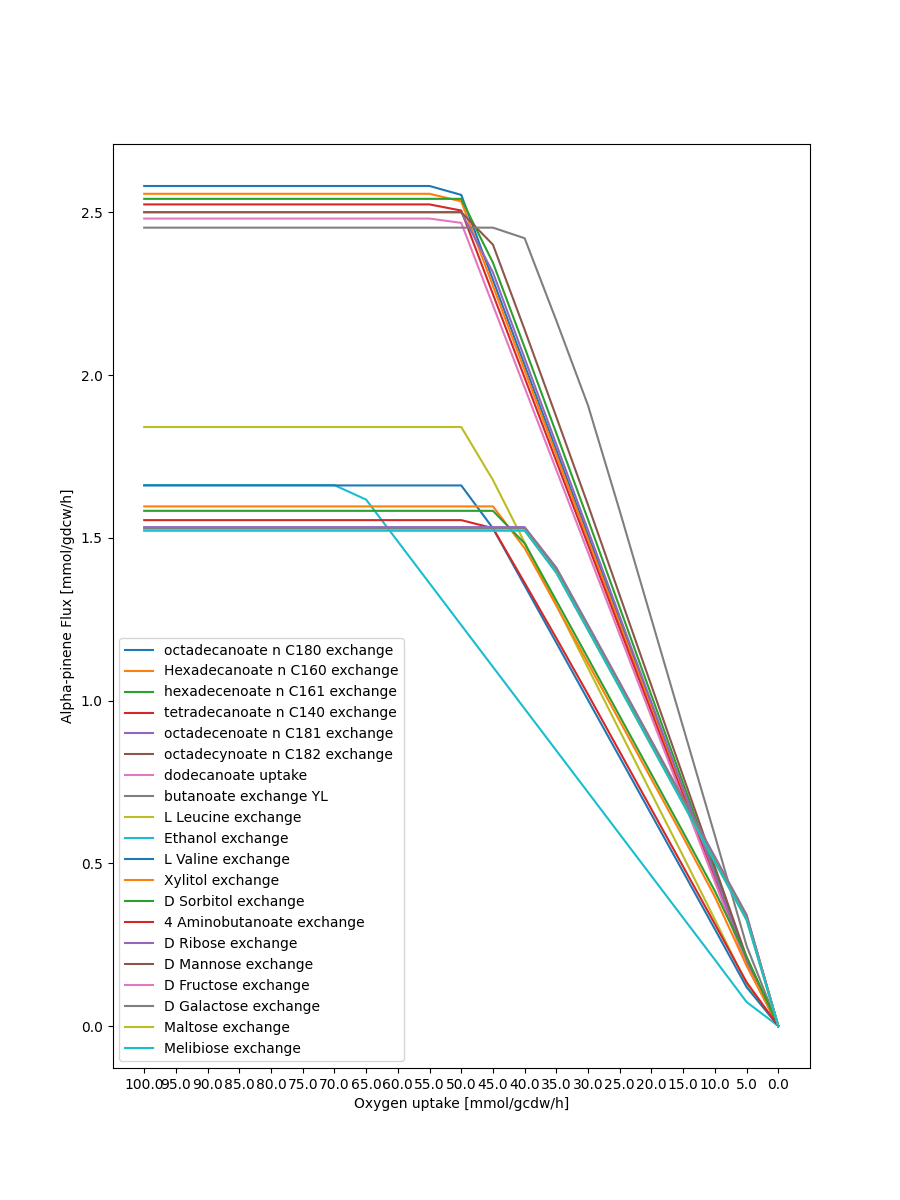 2.5
2.0
1.5
1.0
0.5
0.0
Alpha-pinene Flux [mmol/gdcw/h]
octadecanoate n C180 exchange
Hexadecanoate n C160 exchange
hexadecenoate n C161 exchange
tetradecanoate n C140 exchange
octadecenoate n C181 exchange
octadecynoate n C182 exchange
dodecanoate uptake
butanoate exchange YL
L Leucine exchange
Ethanol exchange
L Valine exchange
Xylitol exchange
D Sorbitol exchange
4 Aminobutanoate exchange
D Ribose exchange
D Mannose exchange
D Fructose exchange
D Galactose exchange
Maltose exchange
Melibiose exchange
100.0 95.0 90.0 85.0 80.0 75.0 70.0 65.0 60.0 55.0 50.0 45.0 40.0 35.0 30.0 25.0 20.0 15.0 10.0 5.0 0.0
Oxygen uptake [mmol/gcdw/h]